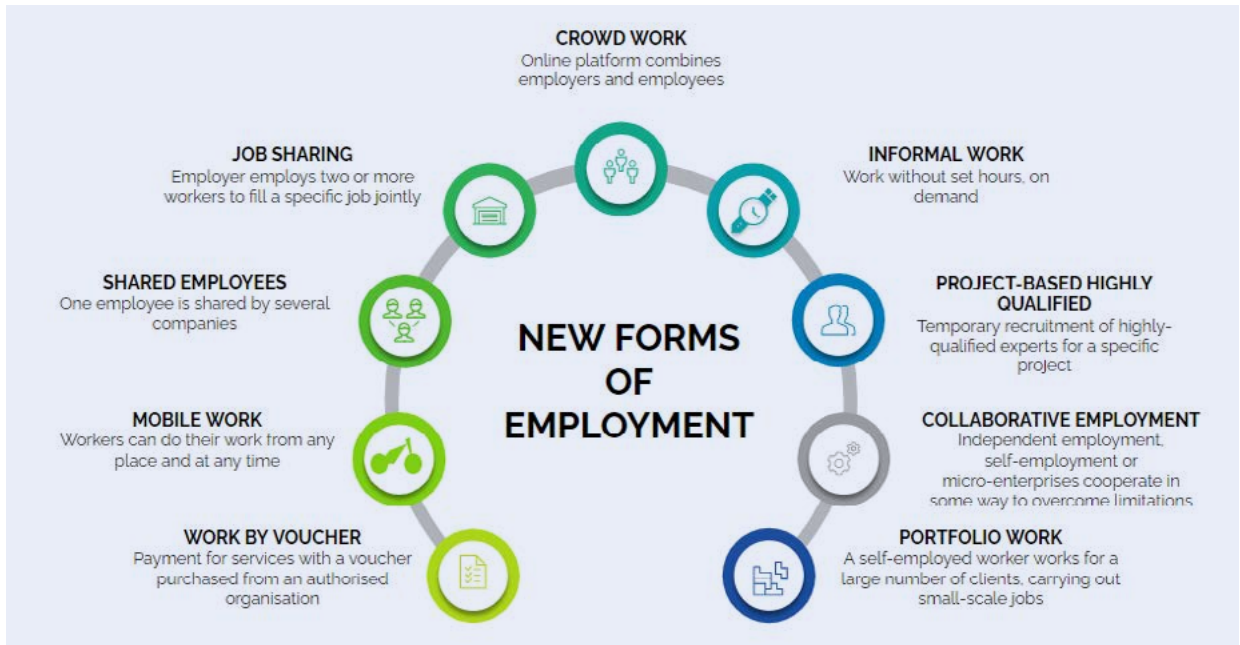 CROWD WORK
Online platform combines
employers and employees
JOB SHARING
Employer employs two or more
workers to fill a specific job jointly
INFORMAL WORK
Work without set hours, on
demand
SHARED EMPLOYEES
One employee is shared by several
companies
PROJECT-BASED HIGHLY
QUALIFIED
Temporary recruitment of highly-
qualified experts for a specific
project
NEW FORMS
OF
EMPLOYMENT
MOBILE WORK
Workers can do their work from any
place and at any time
COLLABORATIVE EMPLOYMENT
Independent employment,
self-employment or
micro-enterprises cooperate in
some way to overcome limitations
WORK BY VOUCHER
Payment for services with a voucher
purchased from an authorised
organisation
PORTFOLIO WORK
A self-employed worker works for a
large number of clients, carrying out
small-scale jobs